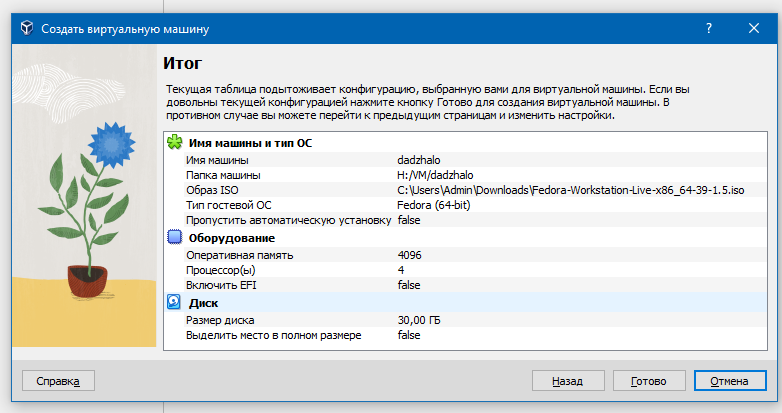 Создать виртуальную машину
?
Итог
Текущая таблица подытоживает конфигурацию, выбранную вами для виртуальной машины. Если вы
довольны текущей конфигурацией нажмите кнопку Готово для создания виртуальной машины. В
противном случае вы можете перейти к предыдущим страницам и изменить настройки.
Имя машины и тип ОС
Имя машины dadzhalo
Папка машины H:/VM/dadzhalo
Образ ISO C:\Users\Admin\Downloads\Fedora-Workstation-Live-x86_64-39-1.5.iso
Тип гостевой ОС Fedora (64-bit)
Пропустить автоматическую установку false
Оборудование
Оперативная память 4096
Процессор(ы) 4
Включить EFI false
Диск
Размер диска 30,00 ГБ
Выделить место в полном размере false
Справка Назад Готово Отмена